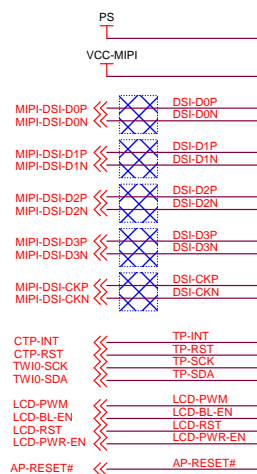 PS
VCC-MIPI
MIPI-DSI-D0P DSI-D0P
MIPI-DSI-D0N DSI-D0N
MIPI-DSI-D1P DSI-D1P
MIPI-DSI-D1N DSI-D1N
MIPI-DSI-D2P DSI-D2P
MIPI-DSI-D2N DSI-D2N
MIPI-DSI-D3P DSI-D3P
MIPI-DSI-D3N DSI-D3N
MIPI-DSI-CKP DSI-CKP
MIPI-DSI-CKN DSI-CKN
CTP-INT TP-INT
CTP-RST TP-RST
TWI0-SCK TP-SCK
TWI0-SDA TP-SDA
LCD-PWM LCD-PWM
LCD-BL-EN LCD-BL-EN
LCD-RST LCD-RST
LCD-PWR-EN LCD-PWR-EN
AP-RESET# AP-RESET#